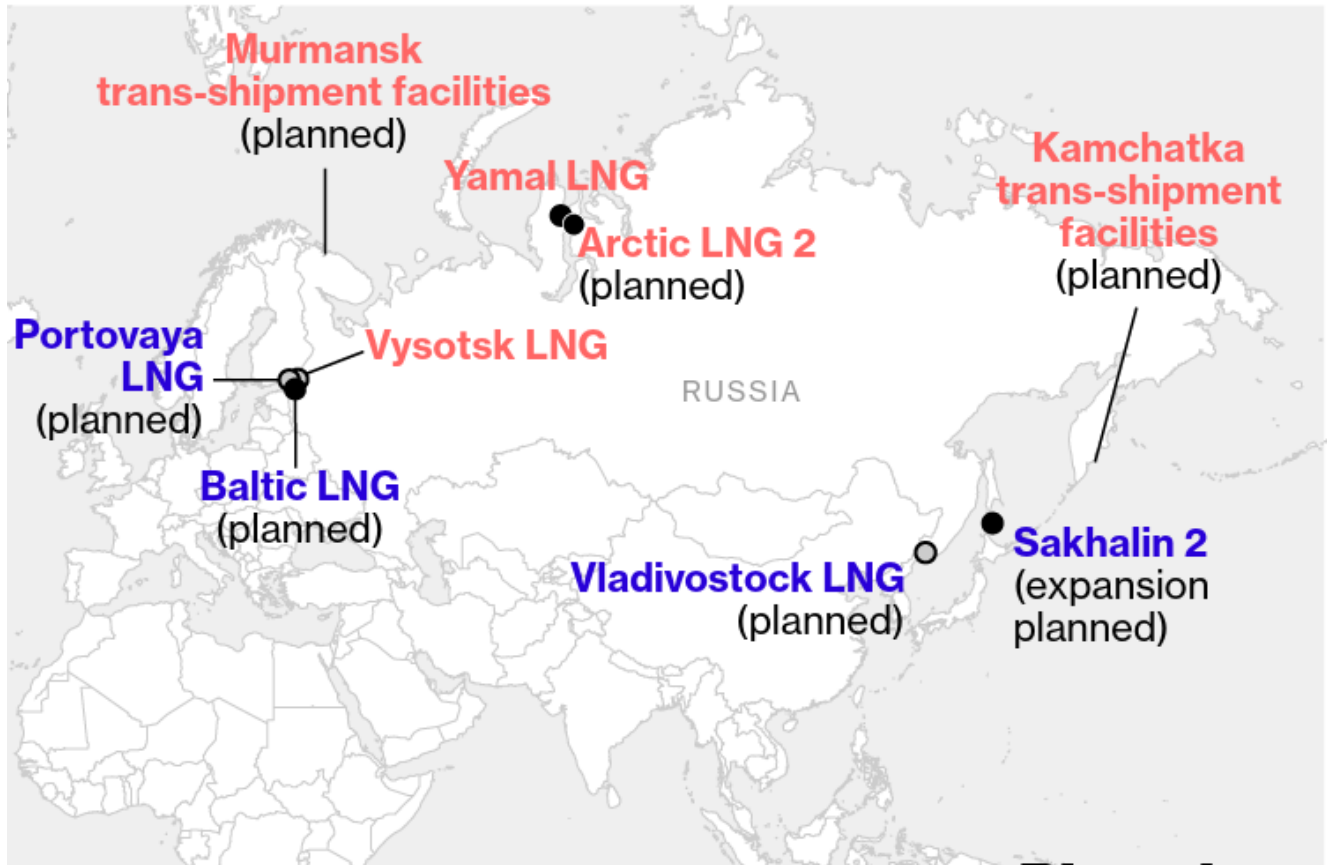 Murmansk
trans-shipment facilities
(planned)
Yamal LNG
Arctic LNG 2
(planned)
Kamchatka
trans-shipment
facilities
(planned)
Portovaya
LNG
(planned)
Vysotsk LNG
RUSSIA
Baltic LNG
(planned)
Vladivostock LNG
(planned)
Sakhalin 2
(expansion
planned)